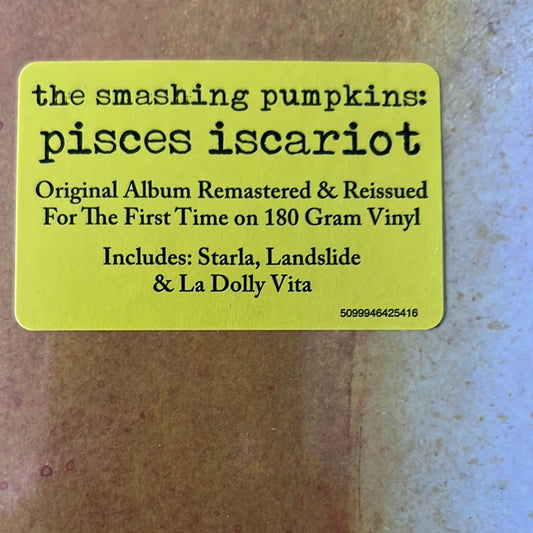 the smashing pumpkins:
pisces iscariot
Original Album Remastered & Reissued
For The First Time on 180 Gram Vinyl
Includes: Starla, Landslide
& La Dolly Vita
5099946425416